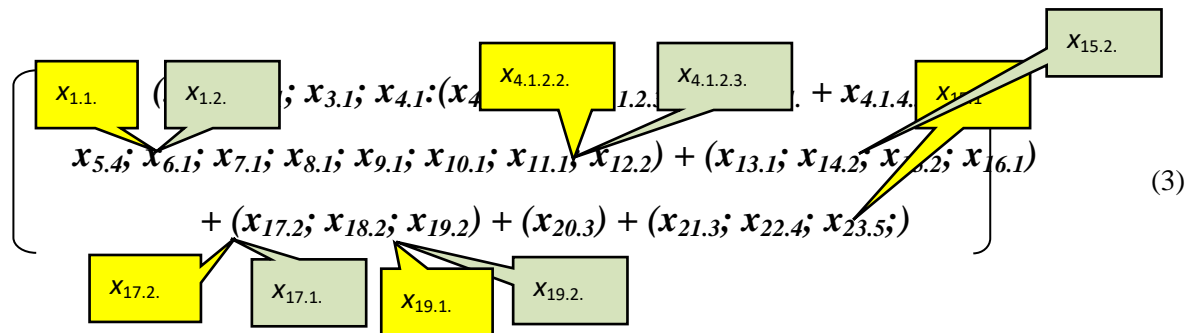 x1.1. x1.2. x4.1.2.2. x4.1.2.3. x15.2.
; x3.1; x4.1:(x4 + x4.1.4. x15.1
x5.4; x6.1; x7.1; x8.1; x9.1; x10.1; x11.1; x12.2) + (x13.1; x14.2; x16.1)
(3)
+ (x17.2; x18.2; x19.2) + (x20.3) + (x21.3; x22.4; x23.5;)
x17.2. x17.1. x19.1. x19.2.